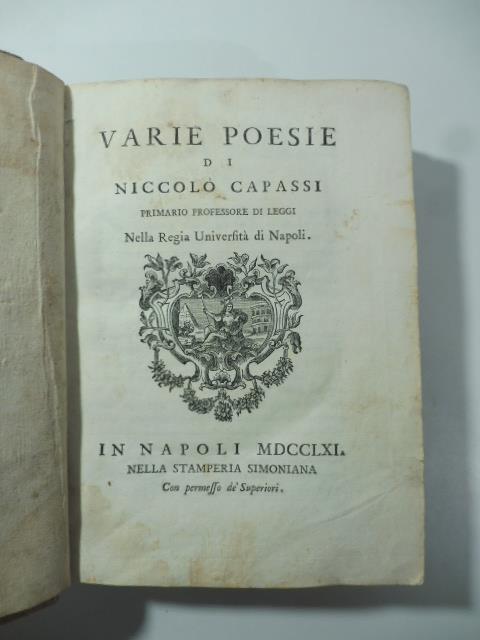 VARIE POESIE
DI
NICCOLÒ CAPASSI
PRIMARIO PROFESSORE DI LEGGI
Nella Regia Univerſità di Napoli.
IN NAPOLI MDCCLXI.
NELLA STAMPERIA SIMONIANA
Con permeſſo de' Superiori.